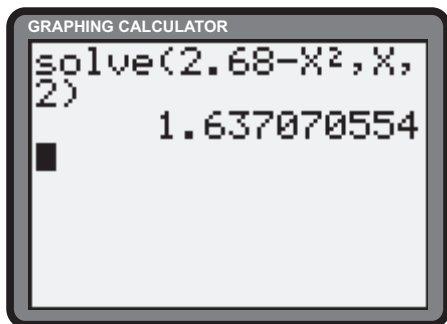 GRAPHING CALCULATOR
solve(2.68-X²,X,
2)
1.637070554